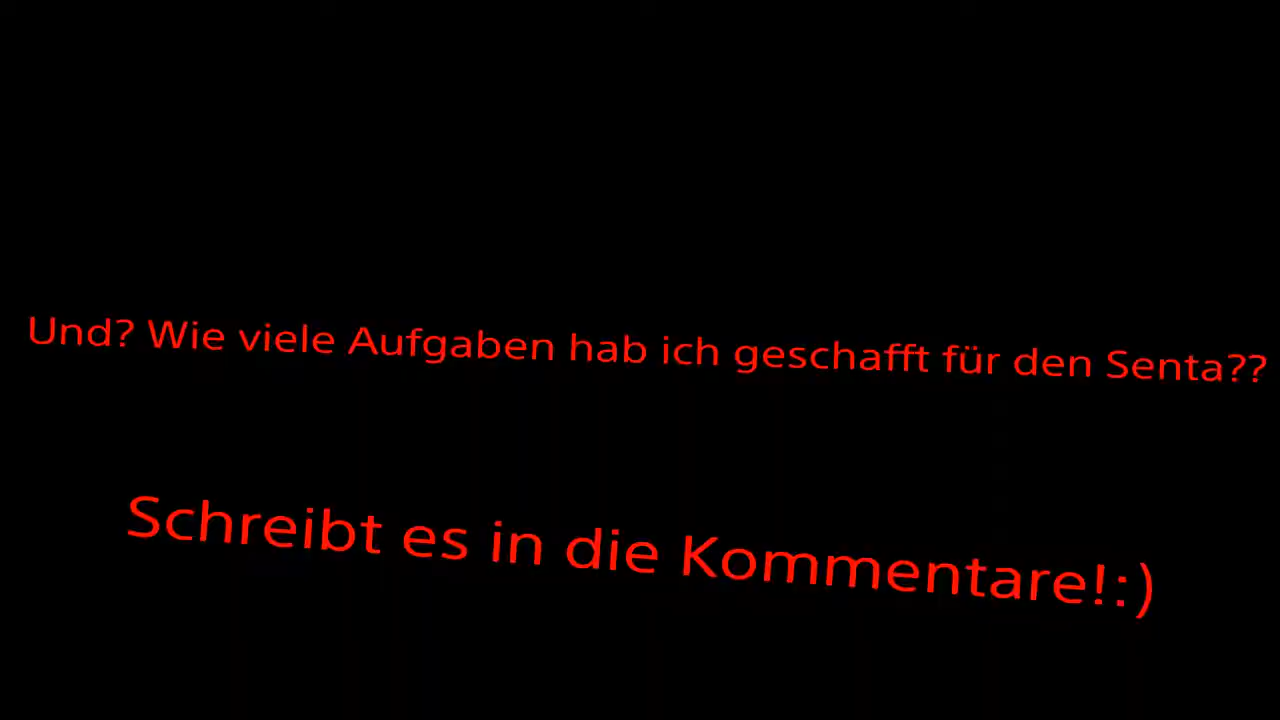 Und? Wie viele Aufgaben hab ich geschafft für den Senta??
Schreibt es in die Kommentare!:)